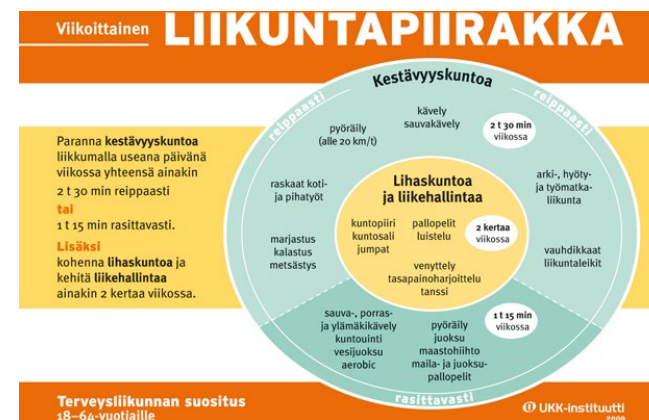 Viikoittainen LIIKUNTAPIIRAKKA
Paranna kestävyyskuntoa
liikkumalla useana päivänä
viikossa yhteensä ainakin
2 t 30 min reippaasti
tai
1 t 15 min rasittavasti.
Lisäksi
kohenna lihaskuntoa ja
kehitä liikehallintaa
ainakin 2 kertaa viikossa.
Kestävyyskuntoa
reippaasti
reippaasti
kävely
sauvakävely
2 t 30 min
viikossa
pyöräily
(alle 20 km/t)
raskaat koti-
ja pihatyöt
marjastus
kalastus
metsästys
arki-, hyöty-
ja työmatka-
liikunta
vauhdikkaat
liikuntaleikit
Lihaskuntoa
ja liikehallintaa
kuntopiiri
kuntosali
jumpat
pallopelit
luistelu
2 kertaa
viikossa
venyttely
tasapainoharjoittelu
tanssi
sauva-, porras-
ja ylämäkikävely
kuntouinti
vesijuoksu
aerobic
pyöräily
juoksu
maastohiihto
maila- ja juoksu-
pallopelit
1 t 15 min
viikossa
rasittavasti
Terveysliikunnan suositus
18–64-vuotiaille
UKK-instituutti
2009